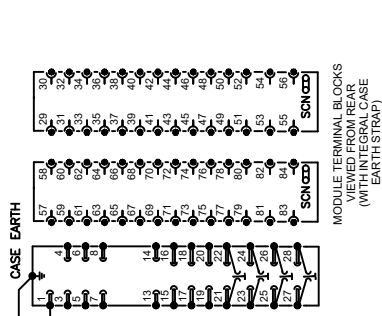 30 32 34 36 38 40 42 44 46 48 50 52 54 56
29 31 33 35 37 39 41 43 45 47 49 51 53 55
SCN
58 60 62 64 66 68 70 72 74 76 78 80 82 84
57 59 61 63 65 67 69 71 73 75 77 79 81 83
SCN
CASE EARTH
4 6 8 14 16 18 20 22 24 26 28
1 3 5 7 13 15 17 19 21 23 25 27
MODULE TERMINAL BLOCKS
VIEWED FROM REAR
(WITH INTEGRAL CASE
EARTH STRAP)